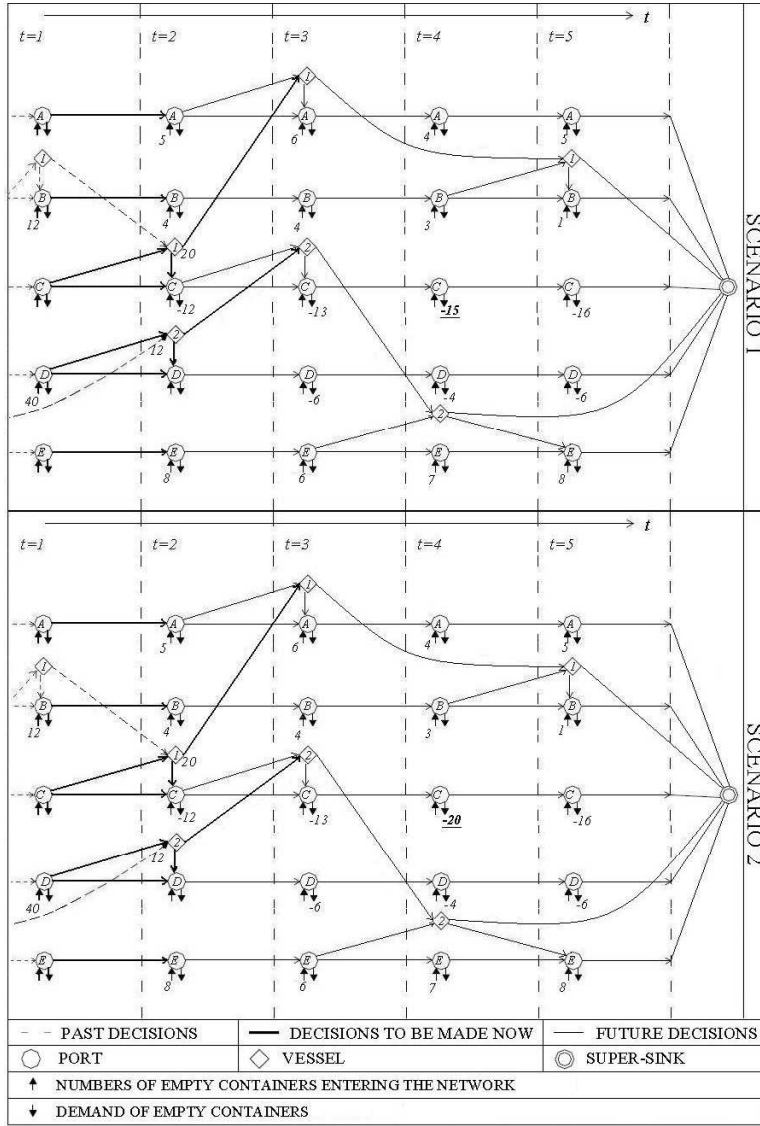 t
t=1 t=2 t=3 t=4 t=5
1
A A A A A
5 6 4 5
1 1
B B B B B
12 4 4 3 1
1 20 2
C C C C C
-12 -13 -15 -16
2
12
D D D D D
40 -6 -4 -6
2
E E E E E
8 6 7 8
SCENARIO 1
t
t=1 t=2 t=3 t=4 t=5
1
A A A A A
5 6 4 5
1 1
B B B B B
12 4 4 3 1
1 20 2
C C C C C
-12 -13 -20 -16
2
12
D D D D D
40 -6 -4 -6
2
E E E E E
8 6 7 8
SCENARIO 2
PAST DECISIONS DECISIONS TO BE MADE NOW FUTURE DECISIONS
PORT VESSEL SUPER-SINK
NUMBERS OF EMPTY CONTAINERS ENTERING THE NETWORK
DEMAND OF EMPTY CONTAINERS